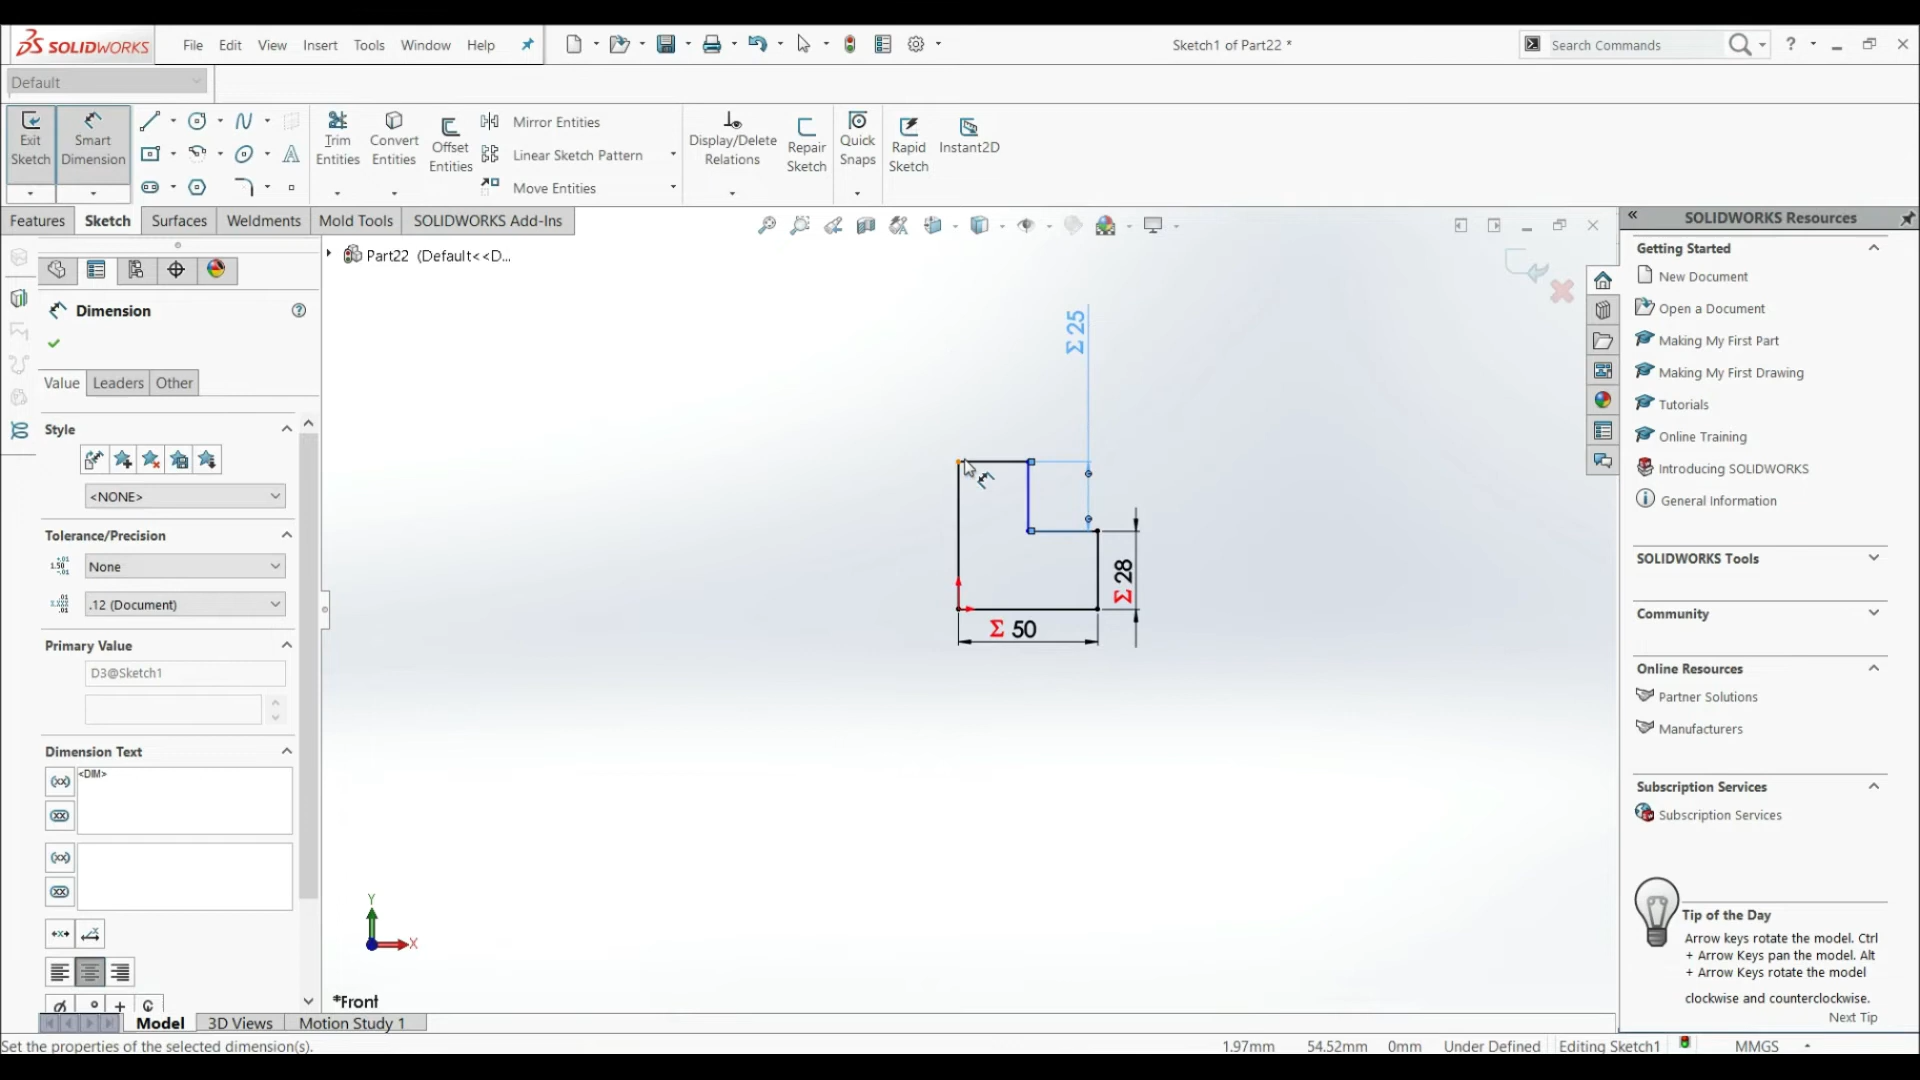 SOLIDWORKS File Edit View Insert Tools Window Help Sketch1 of Part22 * Search Commands ?
Default
Exit Sketch
Smart Dimension
Trim Entities
Convert Entities
Offset Entities
Mirror Entities
Linear Sketch Pattern
Move Entities
Display/Delete Relations
Repair Sketch
Quick Snaps
Rapid Sketch
Instant2D
Features Sketch Surfaces Weldments Mold Tools SOLIDWORKS Add-Ins
Part22 (Default<<D...
Dimension
Value Leaders Other
Style
<NONE>
Tolerance/Precision
None
.12 (Document)
Primary Value
D3@Sketch1
Dimension Text
<DIM>
Σ 25
Σ 28
Σ 50
Y
X
*Front
SOLIDWORKS Resources
Getting Started
New Document
Open a Document
Making My First Part
Making My First Drawing
Tutorials
Online Training
Introducing SOLIDWORKS
General Information
SOLIDWORKS Tools
Community
Online Resources
Partner Solutions
Manufacturers
Subscription Services
Subscription Services
Tip of the Day
Arrow keys rotate the model. Ctrl
+ Arrow Keys pan the model. Alt
+ Arrow Keys rotate the model
clockwise and counterclockwise.
Next Tip
Model 3D Views Motion Study 1
Set the properties of the selected dimension(s). 1.97mm 54.52mm 0mm Under Defined Editing Sketch1 MMGS